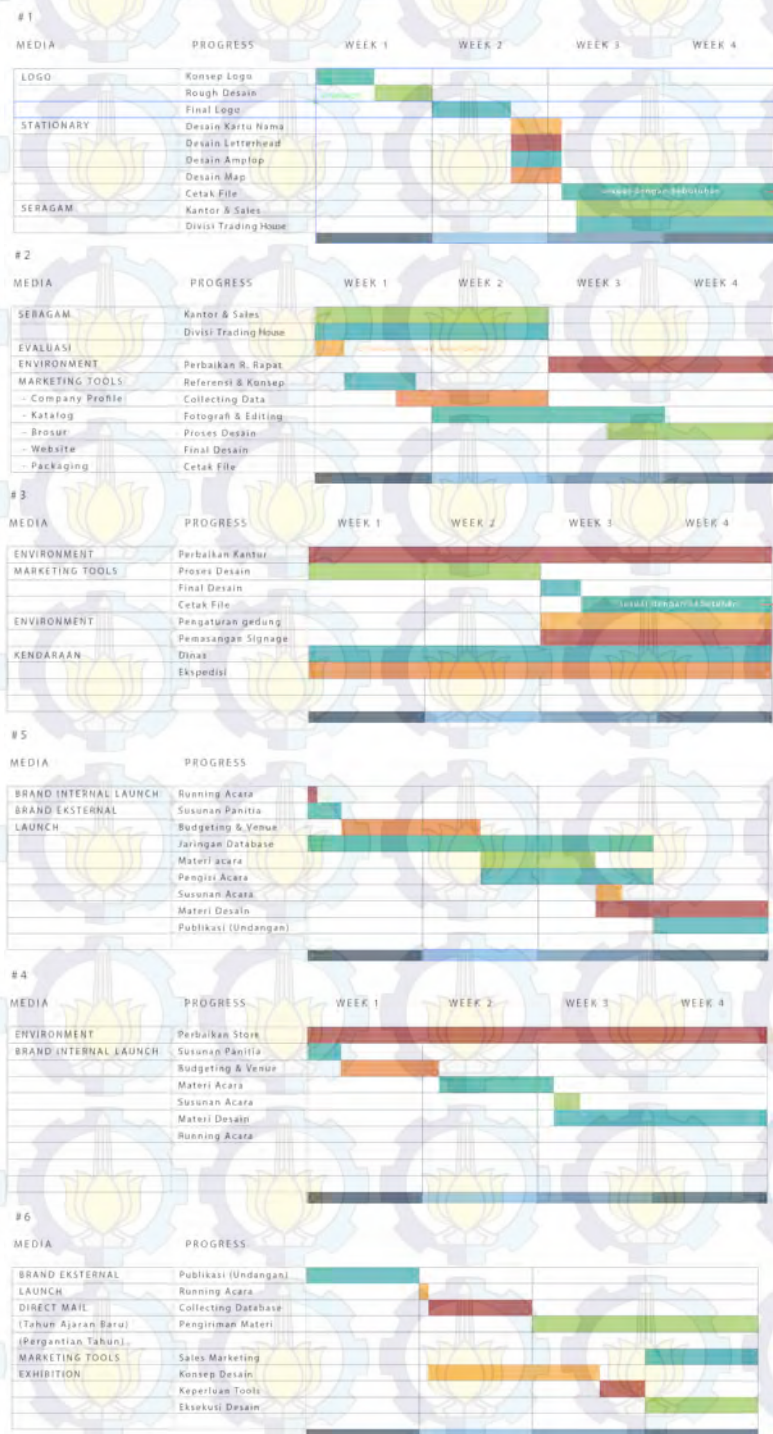 #1
MEDIA PROGRESS WEEK 1 WEEK 2 WEEK 3 WEEK 4
LOGO Konsep Logo
Rough Desain
Final Logo
STATIONARY Desain Kartu Nama
Desain Letterhead
Desain Amplop
Desain Map
Cetak File sesuai dengan kebutuhan
SERAGAM Kantor & Sales
Divisi Trading House
#2
MEDIA PROGRESS WEEK 1 WEEK 2 WEEK 3 WEEK 4
SERAGAM Kantor & Sales
Divisi Trading House
EVALUASI
ENVIRONMENT Perbaikan R. Rapat
MARKETING TOOLS Referensi & Konsep
- Company Profile Collecting Data
- Katalog Fotografi & Editing
- Brosur Proses Desain
- Website Final Desain
- Packaging Cetak File
#3
MEDIA PROGRESS WEEK 1 WEEK 2 WEEK 3 WEEK 4
ENVIRONMENT Perbaikan Kantur
MARKETING TOOLS Proses Desain
Final Desain
Cetak File sesuai dengan kebutuhan
ENVIRONMENT Pengaturan gedung
Pemasangan Signage
KENDARAAN Dinas
Ekspedisi
#5
MEDIA PROGRESS
BRAND INTERNAL LAUNCH Running Acara
BRAND EKSTERNAL Susunan Panitia
LAUNCH Budgeting & Venue
Jaringan Database
Materi acara
Pengisi Acara
Susunan Acara
Materi Desain
Publikasi (Undangan)
#4
MEDIA PROGRESS WEEK 1 WEEK 2 WEEK 3 WEEK 4
ENVIRONMENT Perbaikan Store
BRAND INTERNAL LAUNCH Susunan Panitia
Budgeting & Venue
Materi Acara
Susunan Acara
Materi Desain
Running Acara
#6
MEDIA PROGRESS
BRAND EKSTERNAL Publikasi (Undangan)
LAUNCH Running Acara
DIRECT MAIL Collecting Database
(Tahun Ajaran Baru) Pengiriman Materi
(Pergantian Tahun)
MARKETING TOOLS Sales Marketing
EXHIBITION Konsep Desain
Keperluan Tools
Eksekusi Desain